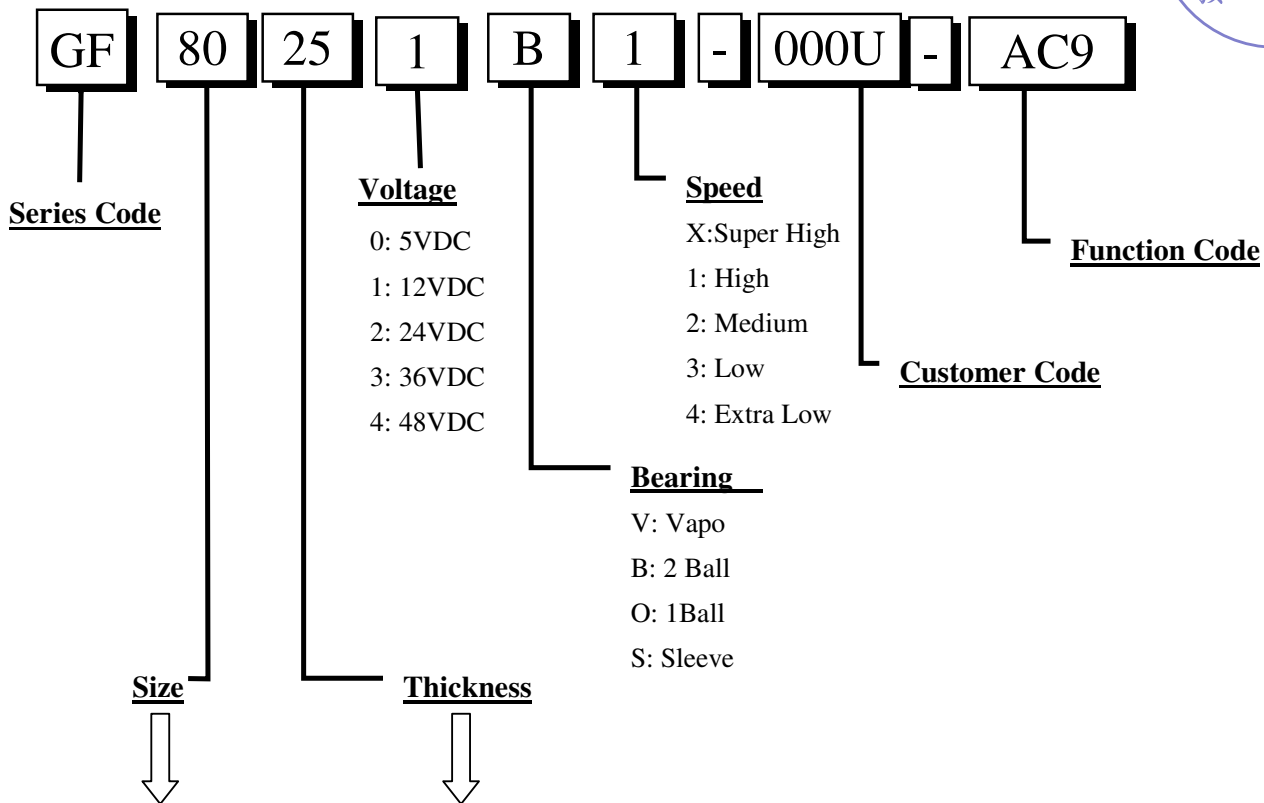 GF 80 25 1 B 1 - 000U - AC9
Series Code
Voltage
0: 5VDC
1: 12VDC
2: 24VDC
3: 36VDC
4: 48VDC
Speed
X:Super High
1: High
2: Medium
3: Low
4: Extra Low
Function Code
Customer Code
Bearing
V: Vapo
B: 2 Ball
O: 1Ball
S: Sleeve
Size
Thickness